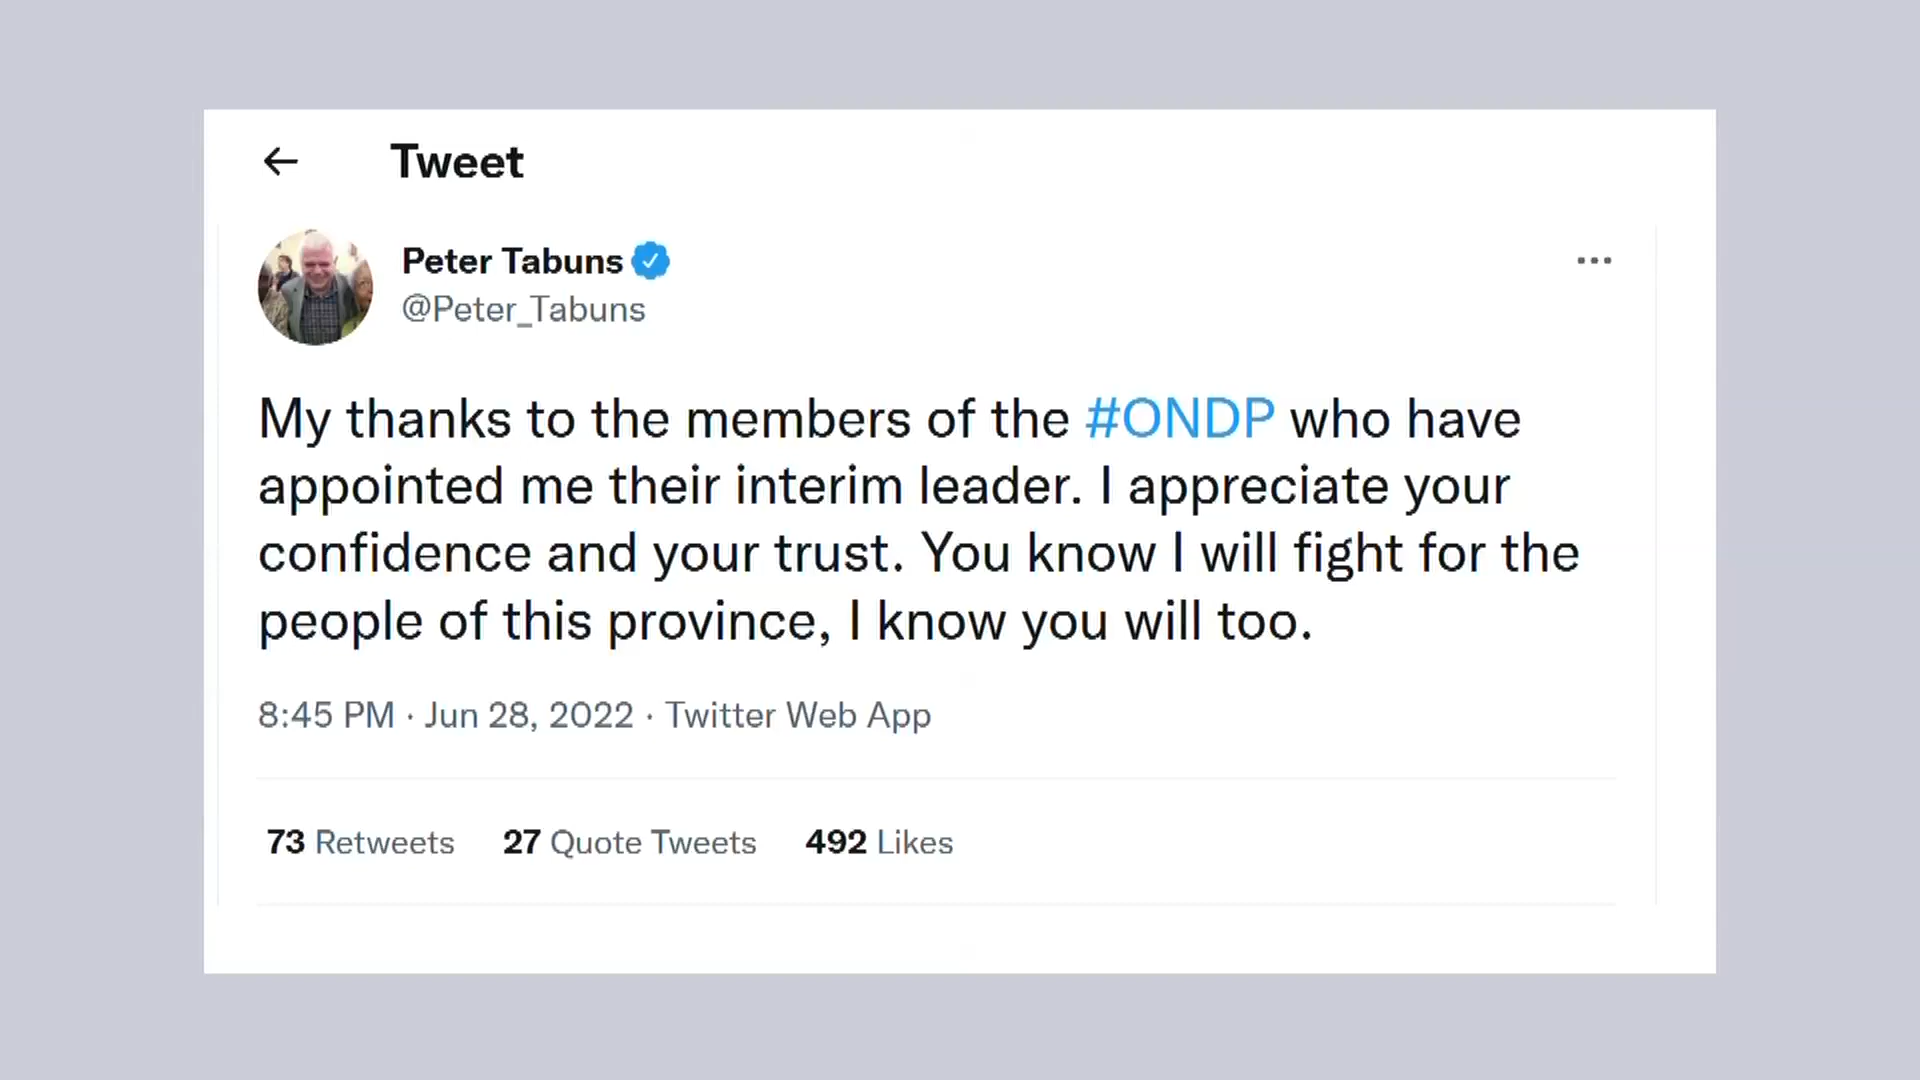 Tweet
Peter Tabuns
@Peter_Tabuns
My thanks to the members of the #ONDP who have
appointed me their interim leader. I appreciate your
confidence and your trust. You know I will fight for the
people of this province, I know you will too.
8:45 PM · Jun 28, 2022 · Twitter Web App
73 Retweets 27 Quote Tweets 492 Likes